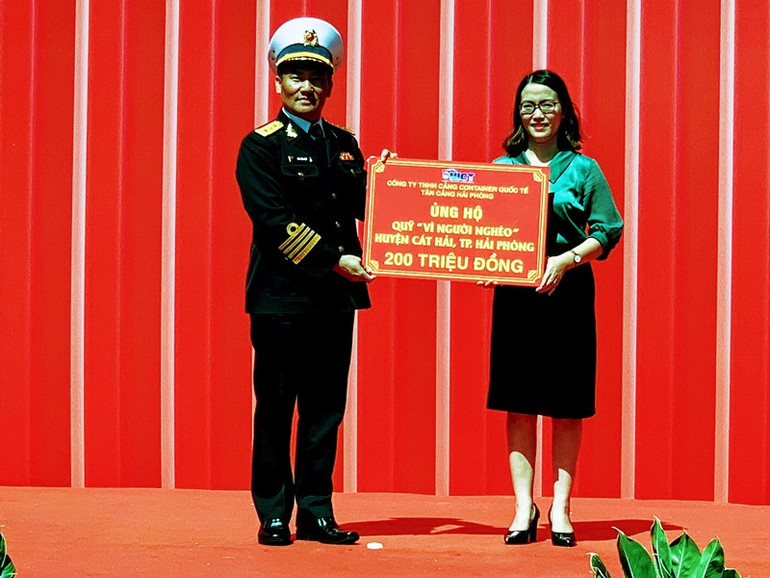 CÔNG TY TNHH CẢNG CONTAINER QUỐC TẾ
TÂN CẢNG HẢI PHÒNG
ỦNG HỘ
QUỸ "VÌ NGƯỜI NGHÈO"
HUYỆN CÁT HẢI, TP. HẢI PHÒNG
200 TRIỆU ĐỒNG